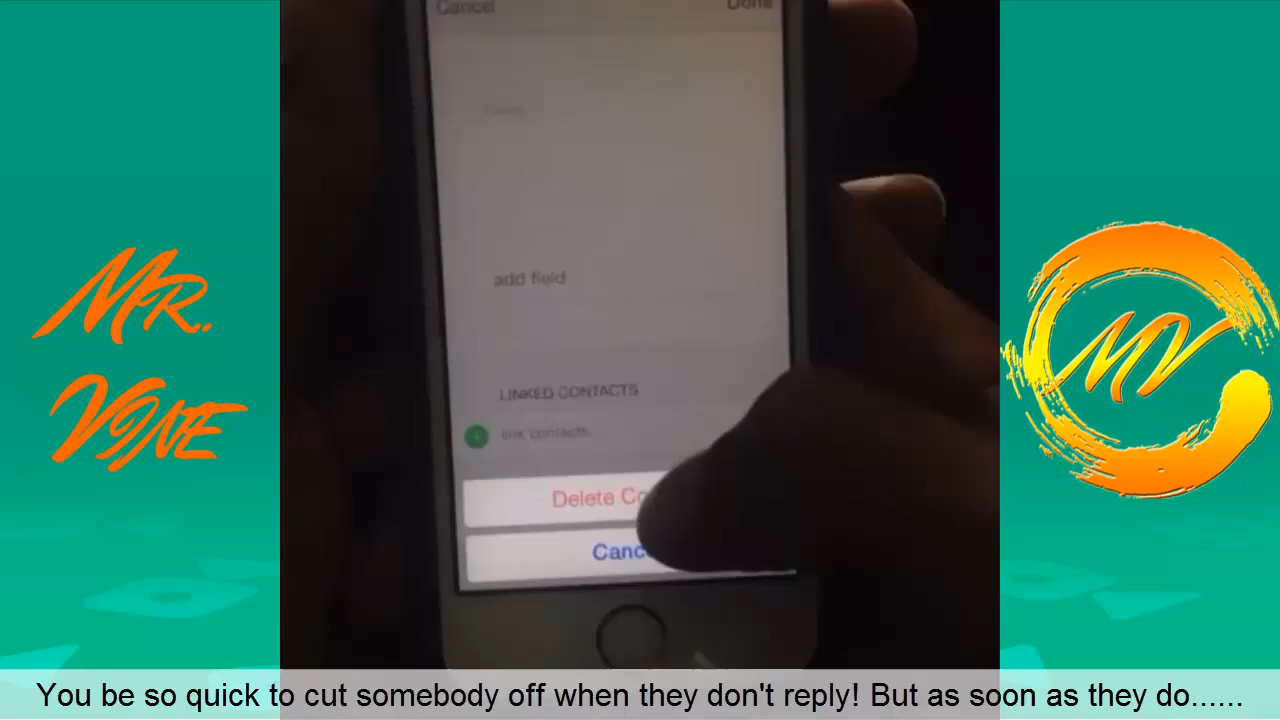 Cancel
Done
add field
LINKED CONTACTS
link contacts...
Delete Co
Canc
MR.
VINE
MV
You be so quick to cut somebody off when they don't reply! But as soon as they do......